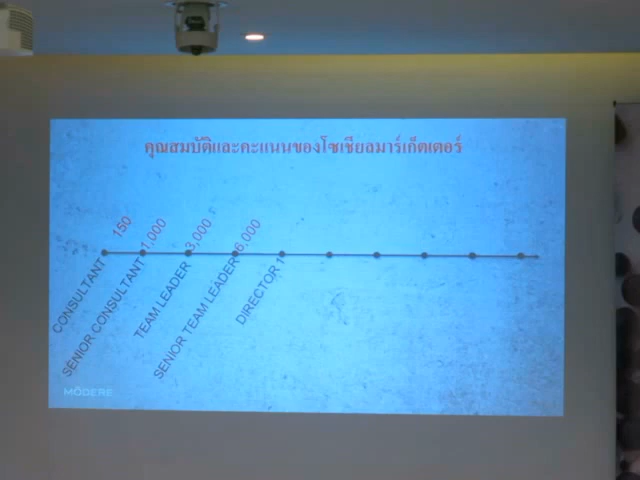 คุณสมบัติและคะแนนของโซเชียลมาร์เก็ตเตอร์
150
1,000
3,000
6,000
CONSULTANT
SENIOR CONSULTANT
TEAM LEADER
SENIOR TEAM LEADER
DIRECTOR 1
MODERE